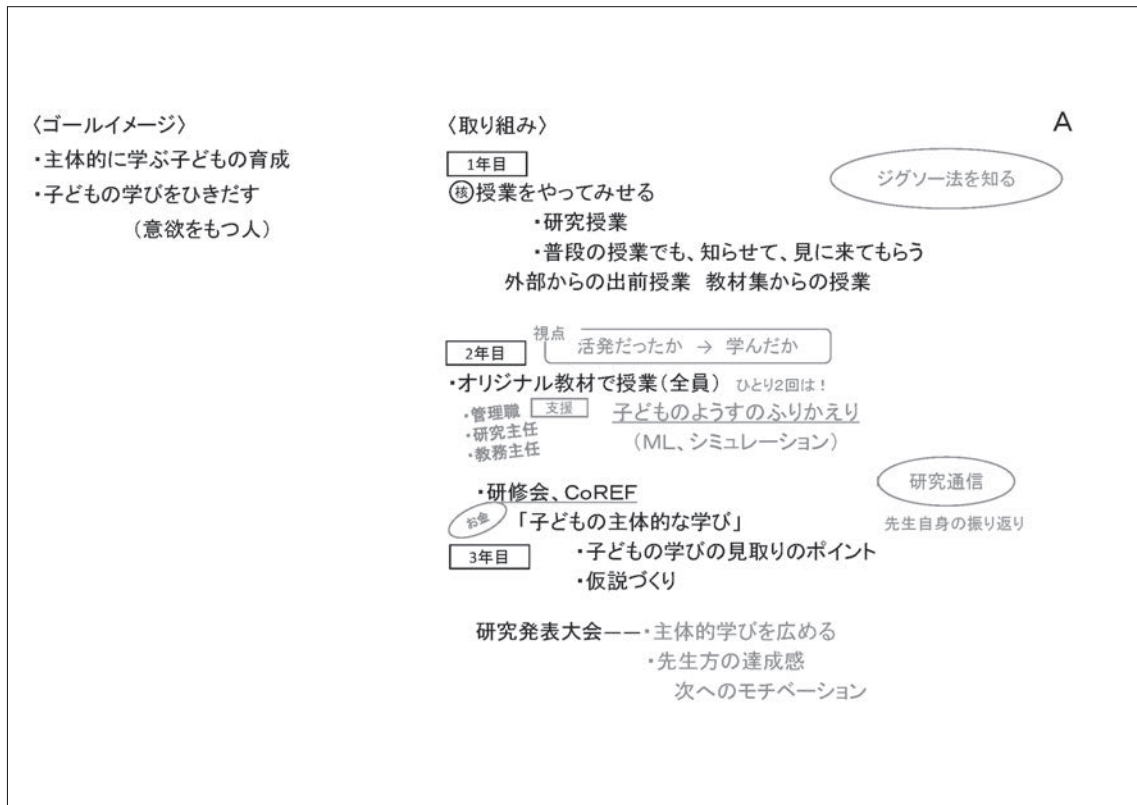 〈ゴールイメージ〉
・主体的に学ぶ子どもの育成
・子どもの学びをひきだす
（意欲をもつ人）
〈取り組み〉
A
1年目
ジグソー法を知る
核 授業をやってみせる
・研究授業
・普段の授業でも、知らせて、見に来てもらう
外部からの出前授業 教材集からの授業
視点
2年目
活発だったか → 学んだか
・オリジナル教材で授業（全員） ひとり2回は！
・管理職
支援
子どものようすのふりかえり
・研究主任
（ML、シミュレーション）
・教務主任
・研修会、CoREF
研究通信
お金
「子どもの主体的な学び」
先生自身の振り返り
3年目
・子どもの学びの見取りのポイント
・仮説づくり
研究発表大会——・主体的学びを広める
・先生方の達成感
次へのモチベーション